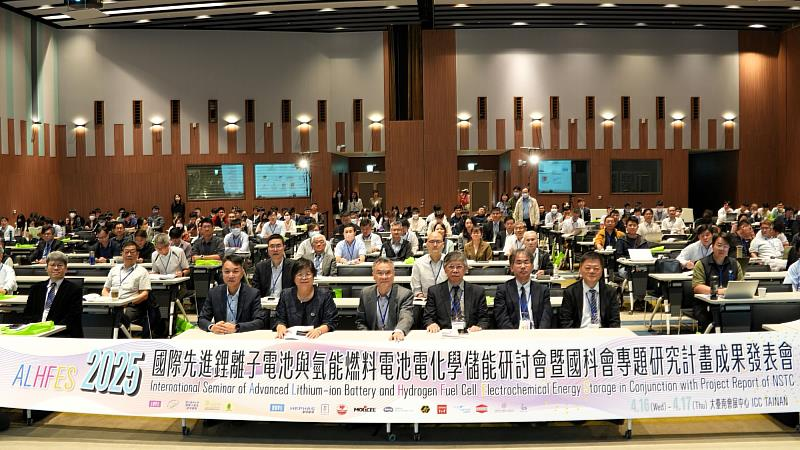 ALHFES 2025 國際先進鋰離子電池與氫能燃料電池電化學儲能研討會暨國科會專題研究計畫成果發表會
International Seminar of Advanced Lithium-ion Battery and Hydrogen Fuel Cell Electrochemical Energy Storage in Conjunction with Project Report of NSTC
4.16(Wed) - 4.17(Thu) 大臺南會展中心 ICC TAINAN
HEPHAS
MOLICEL